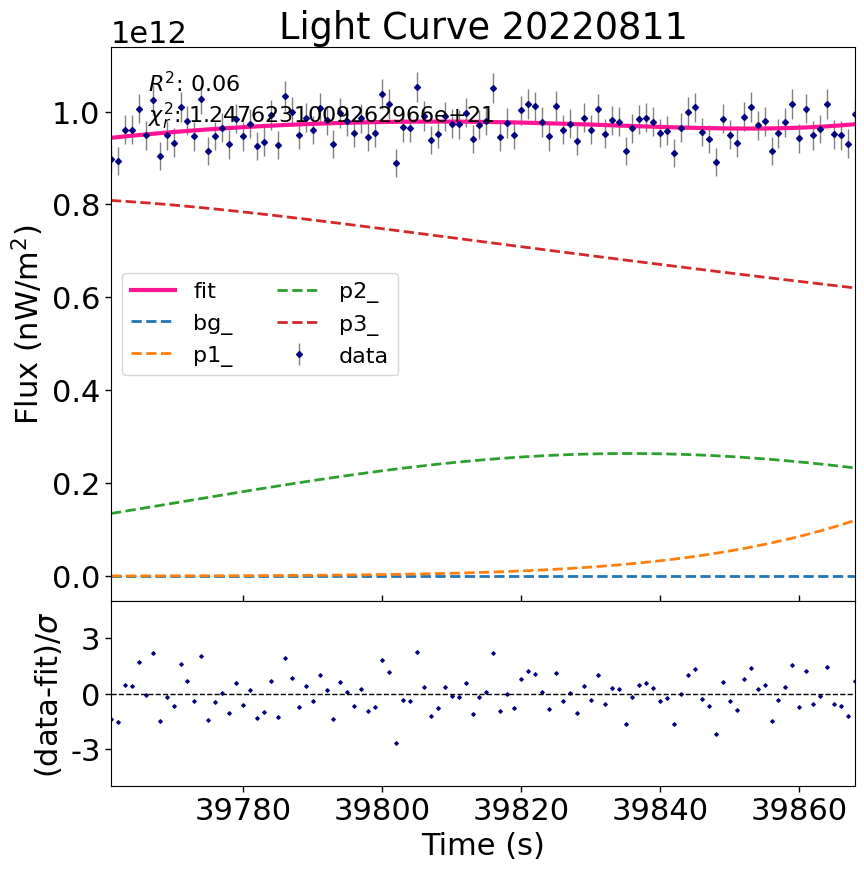 Light Curve 20220811
1e12
R²: 0.06
χ²ᵣ: 1.2476231009262966e+21
1.0
0.8
0.6
0.4
0.2
0.0
Flux (nW/m²)
fit
bg_
p1_
p2_
p3_
data
3
0
-3
(data-fit)/σ
39780 39800 39820 39840 39860
Time (s)